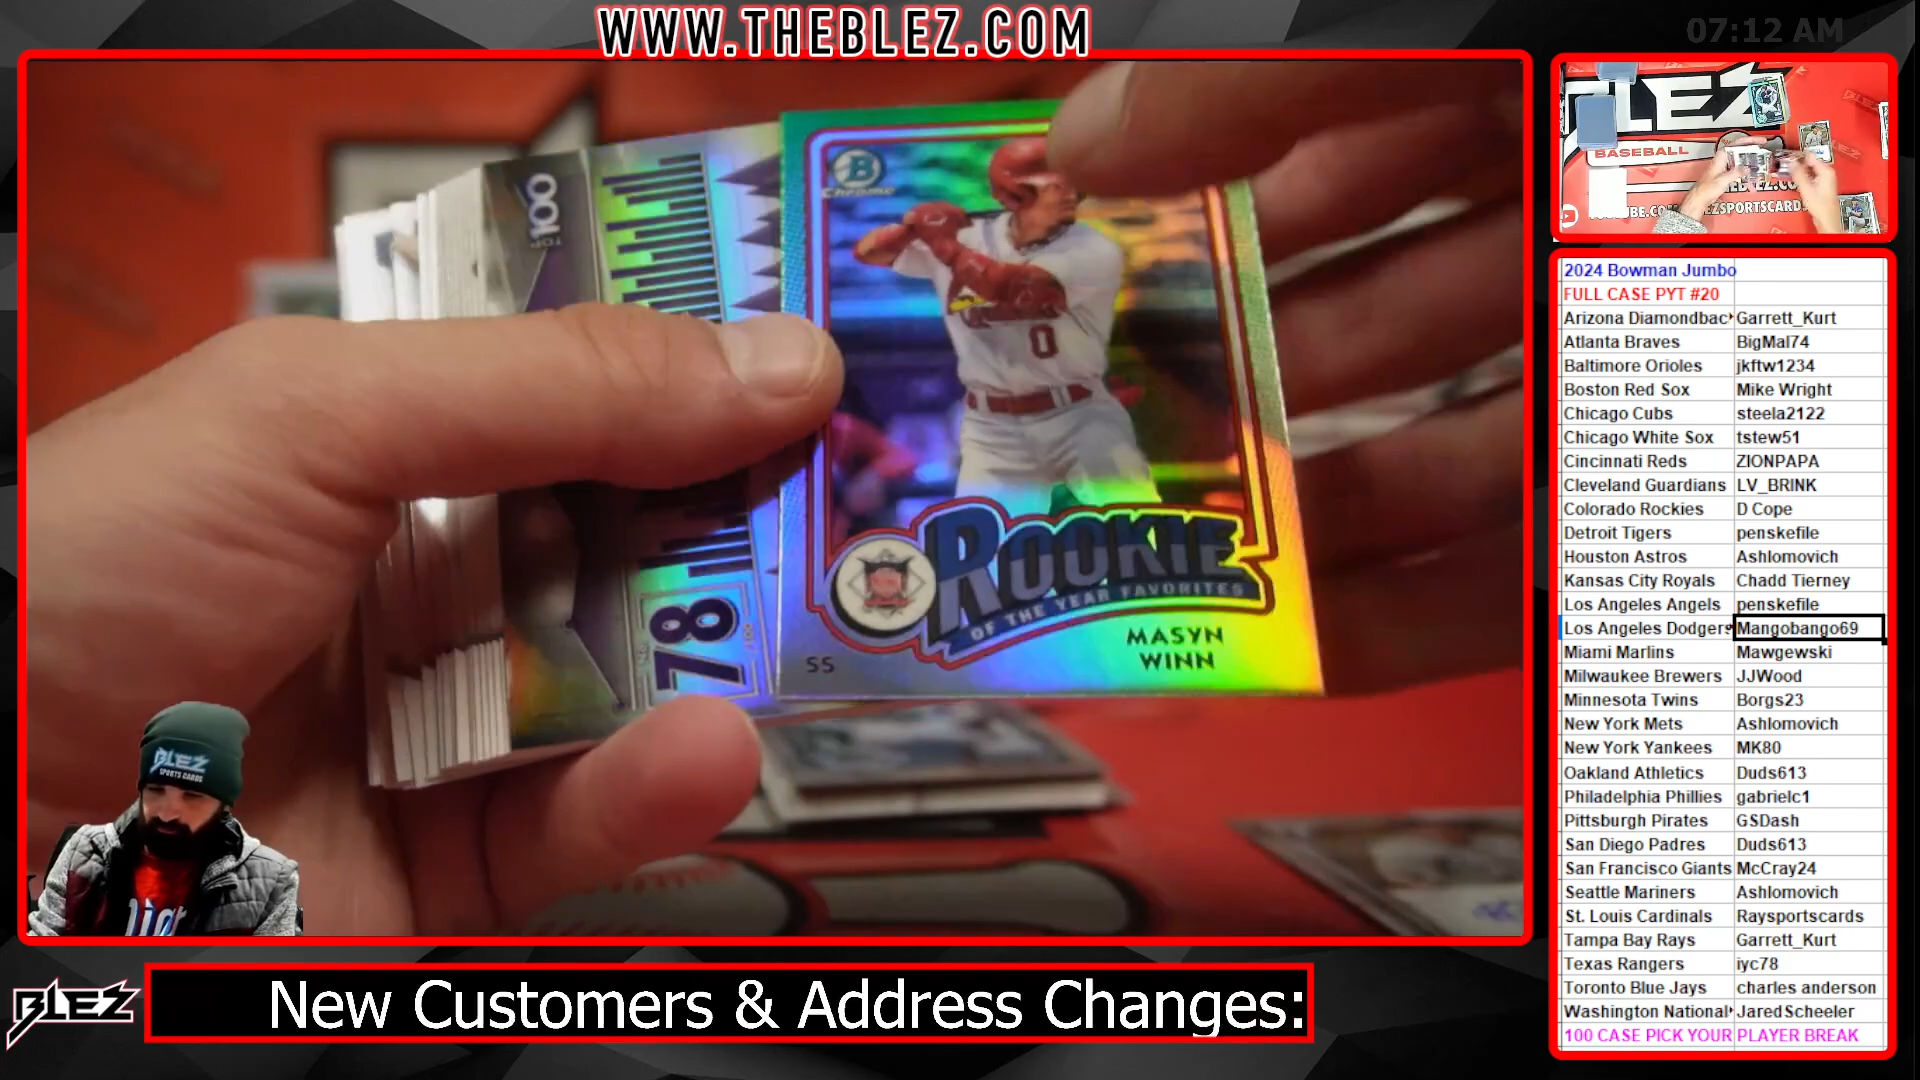 WWW.THEBLEZ.COM
07:12 AM
B
Chrome
100
TOP
78
0
ROOKIE
OF THE YEAR FAVORITES
MASYN
WINN
SS
BLEZ
SPORTS CARDS
BLEZ
BASEBALL
2024 Bowman Jumbo
FULL CASE PYT #20
Arizona Diamondbac Garrett_Kurt
Atlanta Braves BigMal74
Baltimore Orioles jkftw1234
Boston Red Sox Mike Wright
Chicago Cubs steela2122
Chicago White Sox tstew51
Cincinnati Reds ZIONPAPA
Cleveland Guardians LV_BRINK
Colorado Rockies D Cope
Detroit Tigers penskefile
Houston Astros Ashlomovich
Kansas City Royals Chadd Tierney
Los Angeles Angels penskefile
Los Angeles Dodgers Mangobango69
Miami Marlins Mawgewski
Milwaukee Brewers JJWood
Minnesota Twins Borgs23
New York Mets Ashlomovich
New York Yankees MK80
Oakland Athletics Duds613
Philadelphia Phillies gabrielc1
Pittsburgh Pirates GSDash
San Diego Padres Duds613
San Francisco Giants McCray24
Seattle Mariners Ashlomovich
St. Louis Cardinals Raysportscards
Tampa Bay Rays Garrett_Kurt
Texas Rangers iyc78
Toronto Blue Jays charles anderson
Washington National JaredScheeler
100 CASE PICK YOUR PLAYER BREAK
BLEZ
New Customers & Address Changes: